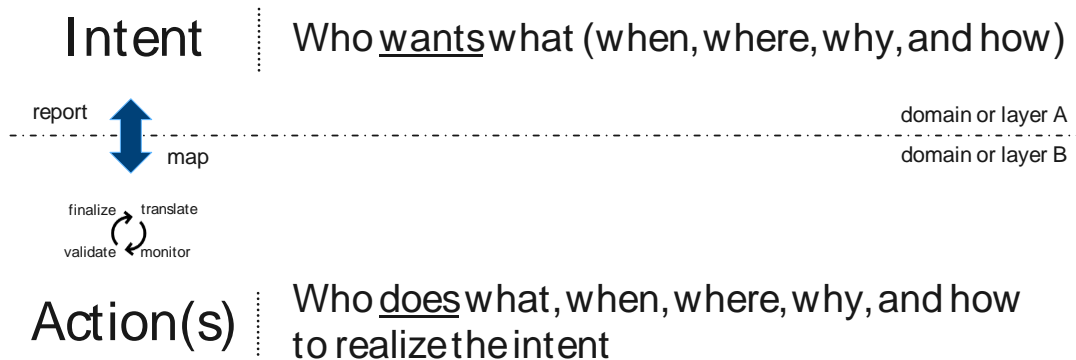 Intent
Who wants what (when, where, why, and how)
report
domain or layer A
map
domain or layer B
finalize translate
validate monitor
Action(s)
Who does what, when, where, why, and how
to realize the intent